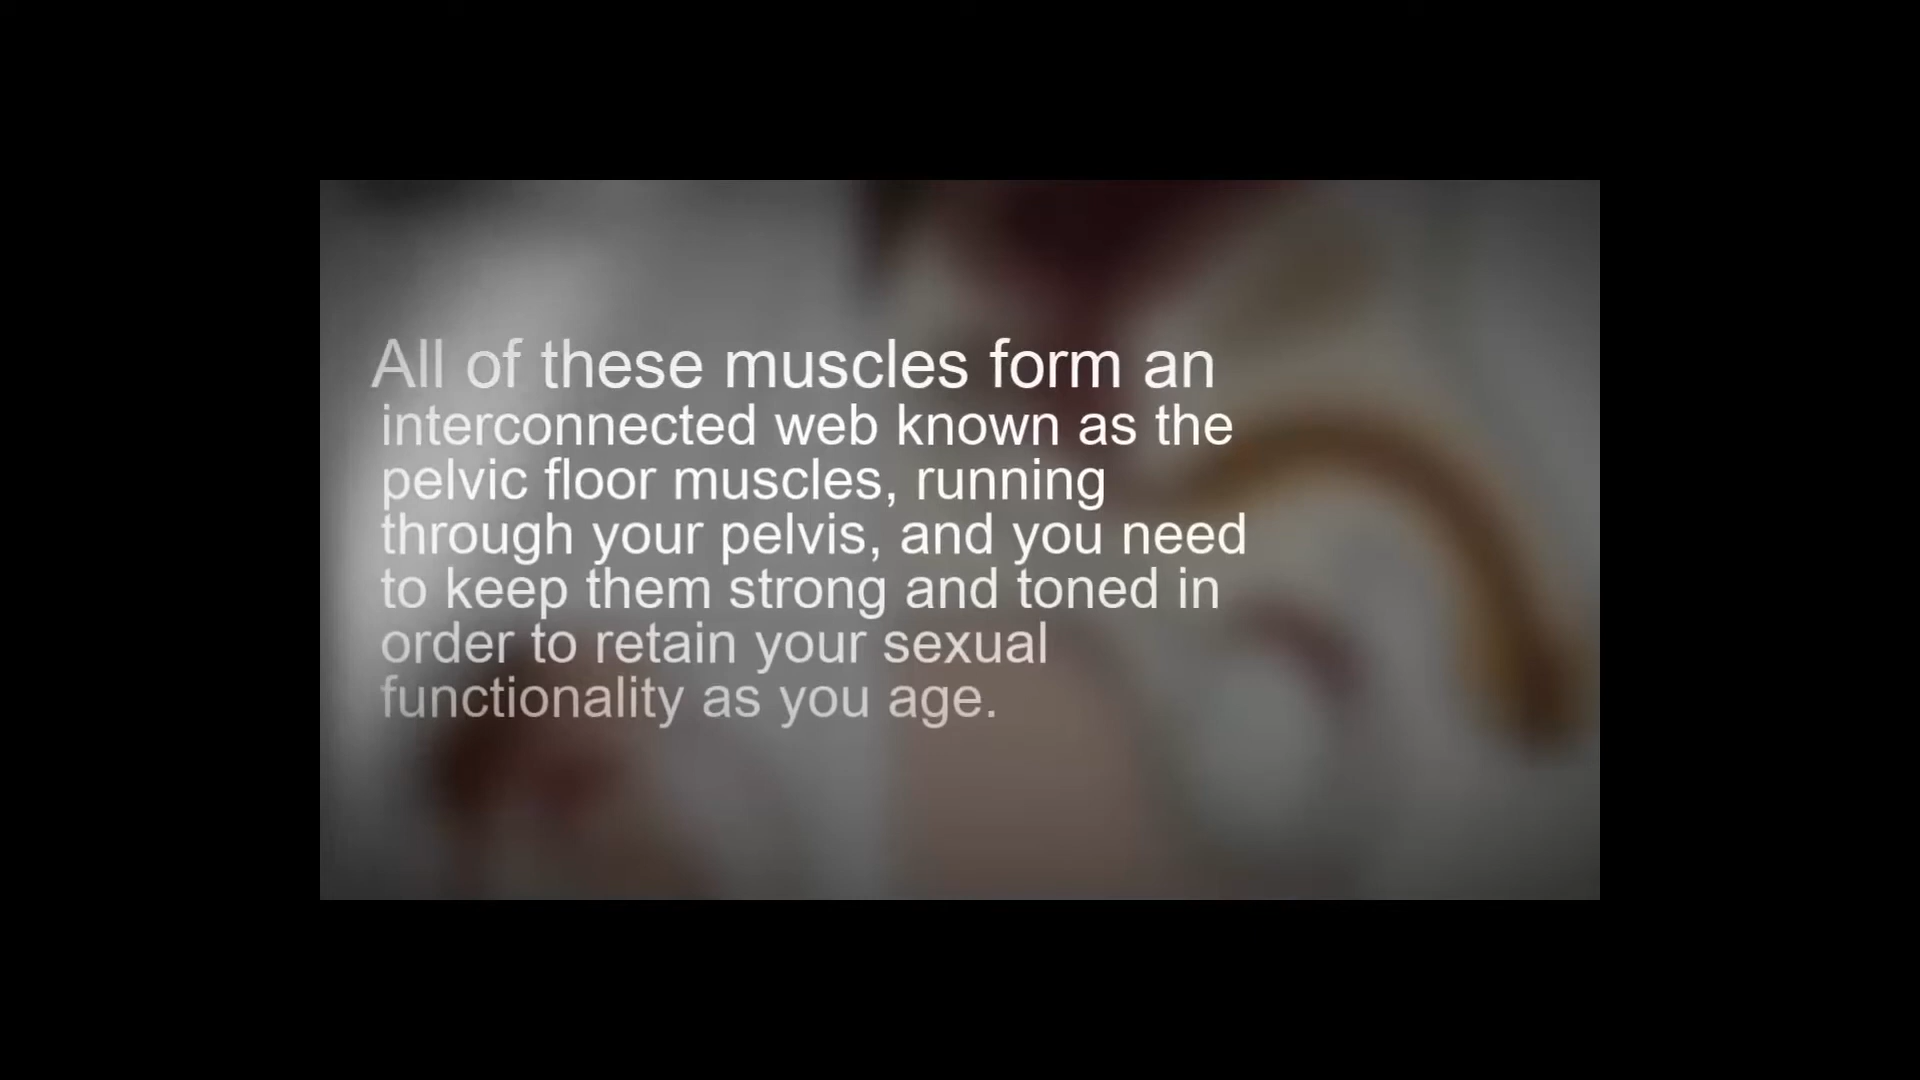 All of these muscles form an
interconnected web known as the
pelvic floor muscles, running
through your pelvis, and you need
to keep them strong and toned in
order to retain your sexual
functionality as you age.